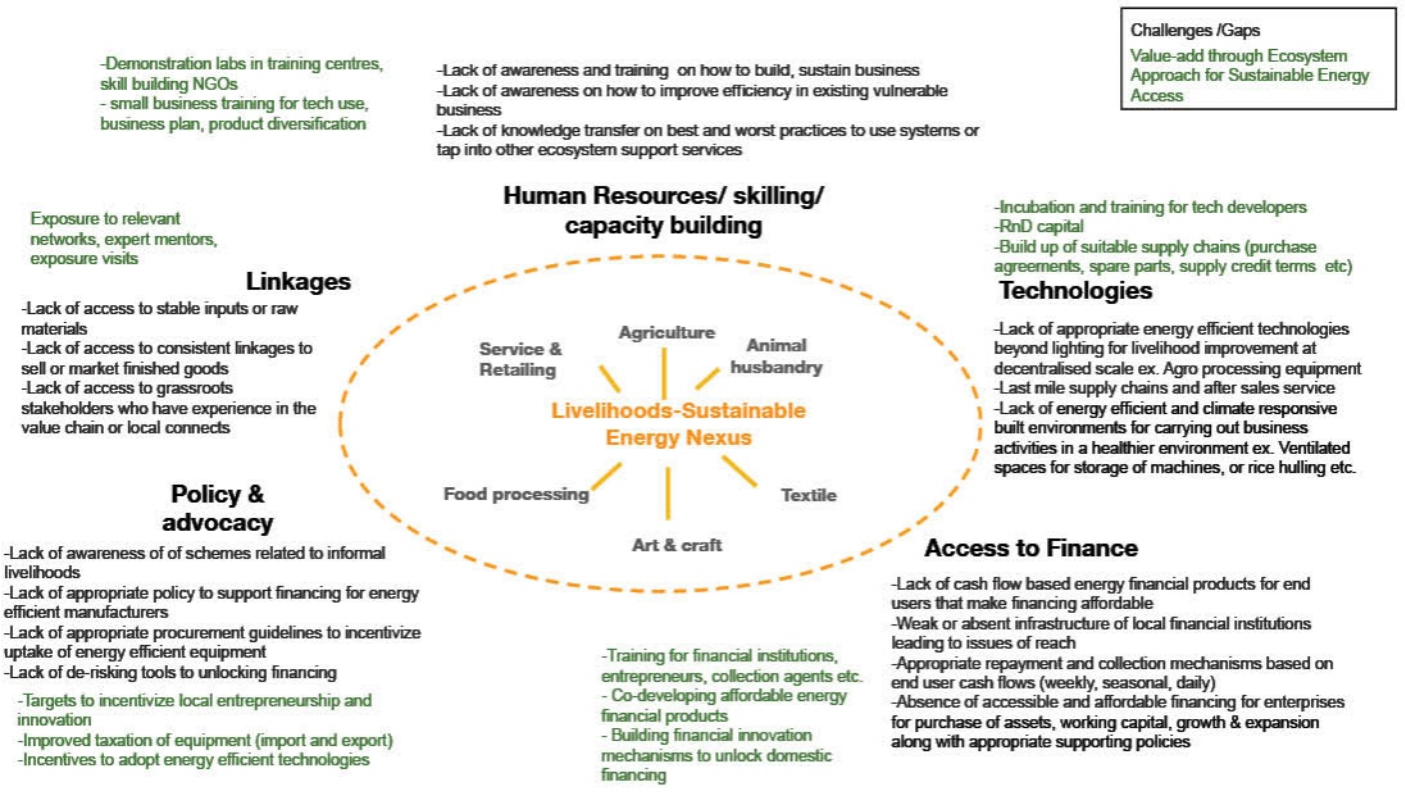 Challenges /Gaps
Value-add through Ecosystem
Approach for Sustainable Energy
Access
-Demonstration labs in training centres,
skill building NGOs
- small business training for tech use,
business plan, product diversification
-Lack of awareness and training on how to build, sustain business
-Lack of awareness on how to improve efficiency in existing vulnerable
business
-Lack of knowledge transfer on best and worst practices to use systems or
tap into other ecosystem support services
Human Resources/ skilling/
capacity building
Exposure to relevant
networks, expert mentors,
exposure visits
Linkages
-Lack of access to stable inputs or raw
materials
-Lack of access to consistent linkages to
sell or market finished goods
-Lack of access to grassroots
stakeholders who have experience in the
value chain or local connects
-Incubation and training for tech developers
-RnD capital
-Build up of suitable supply chains (purchase
agreements, spare parts, supply credit terms etc)
Technologies
-Lack of appropriate energy efficient technologies
beyond lighting for livelihood improvement at
decentralised scale ex. Agro processing equipment
-Last mile supply chains and after sales service
-Lack of energy efficient and climate responsive
built environments for carrying out business
activities in a healthier environment ex. Ventilated
spaces for storage of machines, or rice hulling etc.
Service &
Retailing
Agriculture
Animal
husbandry
Livelihoods-Sustainable
Energy Nexus
Food processing
Art & craft
Textile
Policy &
advocacy
-Lack of awareness of of schemes related to informal
livelihoods
-Lack of appropriate policy to support financing for energy
efficient manufacturers
-Lack of appropriate procurement guidelines to incentivize
uptake of energy efficient equipment
-Lack of de-risking tools to unlocking financing
-Targets to incentivize local entrepreneurship and
innovation
-Improved taxation of equipment (import and export)
-Incentives to adopt energy efficient technologies
-Training for financial institutions,
entrepreneurs, collection agents etc.
- Co-developing affordable energy
financial products
- Building financial innovation
mechanisms to unlock domestic
financing
Access to Finance
-Lack of cash flow based energy financial products for end
users that make financing affordable
-Weak or absent infrastructure of local financial institutions
leading to issues of reach
-Appropriate repayment and collection mechanisms based on
end user cash flows (weekly, seasonal, daily)
-Absence of accessible and affordable financing for enterprises
for purchase of assets, working capital, growth & expansion
along with appropriate supporting policies